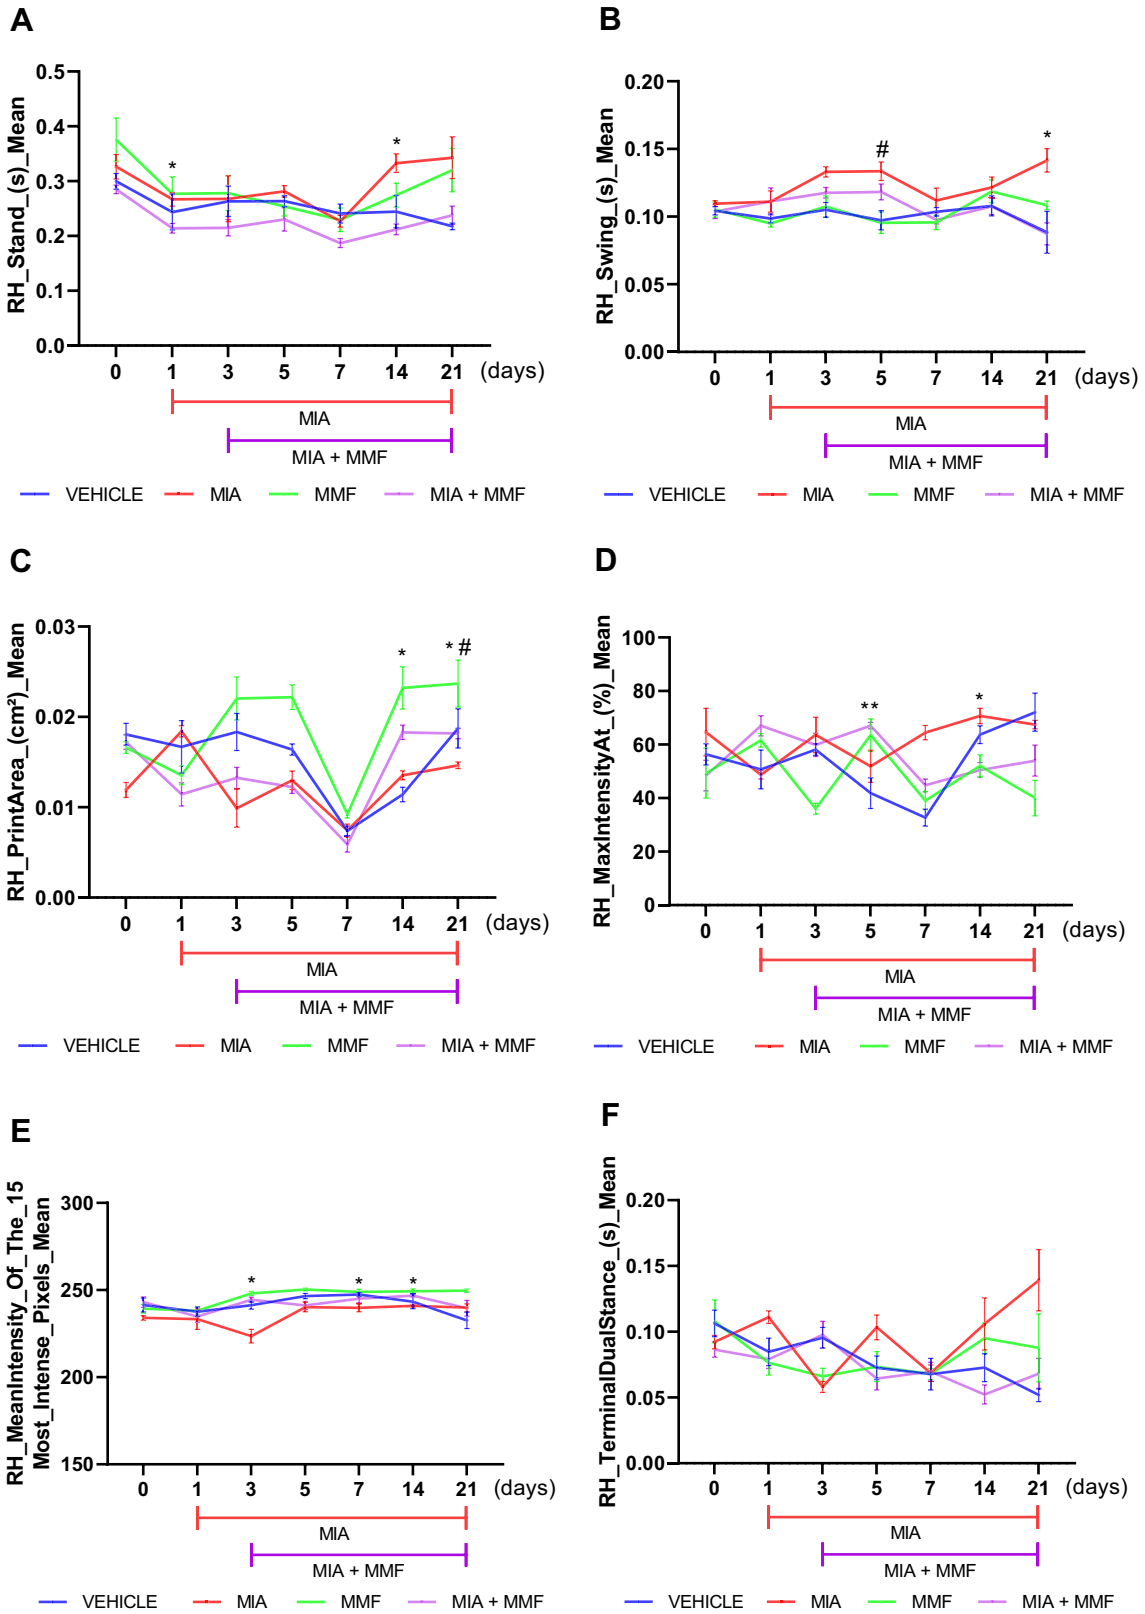 A
RH_Stand_(s)_Mean
0.5
0.4
0.3
0.2
0.1
0.0
*
*
0 1 3 5 7 14 21 (days)
MIA
MIA + MMF
VEHICLE MIA MMF MIA + MMF
B
RH_Swing_(s)_Mean
0.20
0.15
0.10
0.05
0.00
#
*
0 1 3 5 7 14 21 (days)
MIA
MIA + MMF
VEHICLE MIA MMF MIA + MMF
C
RH_PrintArea_(cm²)_Mean
0.03
0.02
0.01
0.00
*
* #
0 1 3 5 7 14 21 (days)
MIA
MIA + MMF
VEHICLE MIA MMF MIA + MMF
D
RH_MaxIntensityAt_(%)_Mean
100
80
60
40
20
0
**
*
0 1 3 5 7 14 21 (days)
MIA
MIA + MMF
VEHICLE MIA MMF MIA + MMF
E
RH_MeanIntensity_Of_The_15
Most_Intense_Pixels_Mean
300
250
200
150
*
*
*
0 1 3 5 7 14 21 (days)
MIA
MIA + MMF
VEHICLE MIA MMF MIA + MMF
F
RH_TerminalDualStance_(s)_Mean
0.20
0.15
0.10
0.05
0.00
0 1 3 5 7 14 21 (days)
MIA
MIA + MMF
VEHICLE MIA MMF MIA + MMF